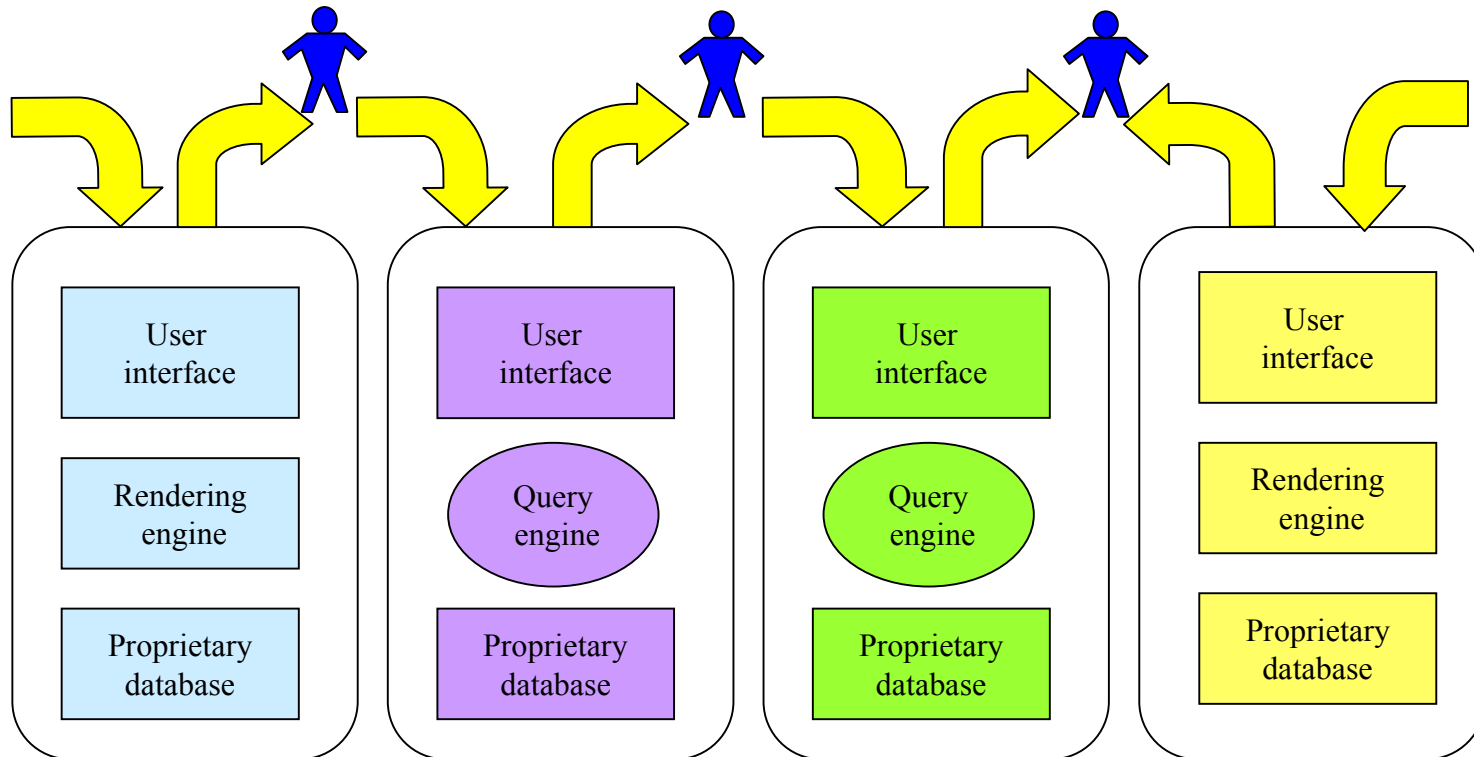 User
interface
Rendering
engine
Proprietary
database
User
interface
Query
engine
Proprietary
database
User
interface
Query
engine
Proprietary
database
User
interface
Rendering
engine
Proprietary
database